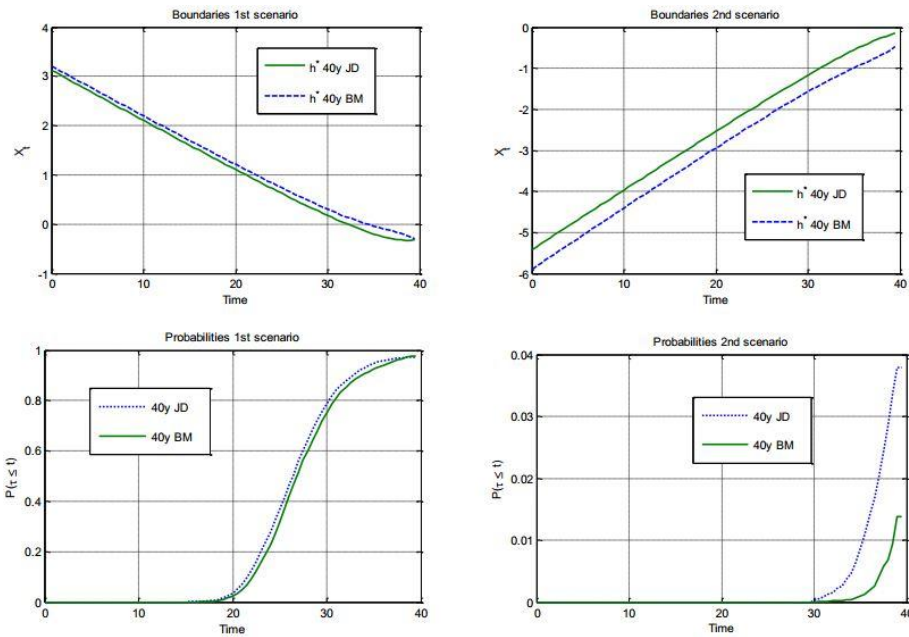 Boundaries 1st scenario
4
3
2
1
0
-1
X_t
h* 40y JD
h* 40y BM
0
10
20
30
40
Time
Boundaries 2nd scenario
0
-1
-2
-3
-4
-5
-6
X_t
h* 40y JD
h* 40y BM
0
10
20
30
40
Time
Probabilities 1st scenario
1
0.8
0.6
0.4
0.2
0
P(τ ≤ t)
40y JD
40y BM
0
10
20
30
40
Time
Probabilities 2nd scenario
0.04
0.03
0.02
0.01
0
P(τ ≤ t)
40y JD
40y BM
0
10
20
30
40
Time